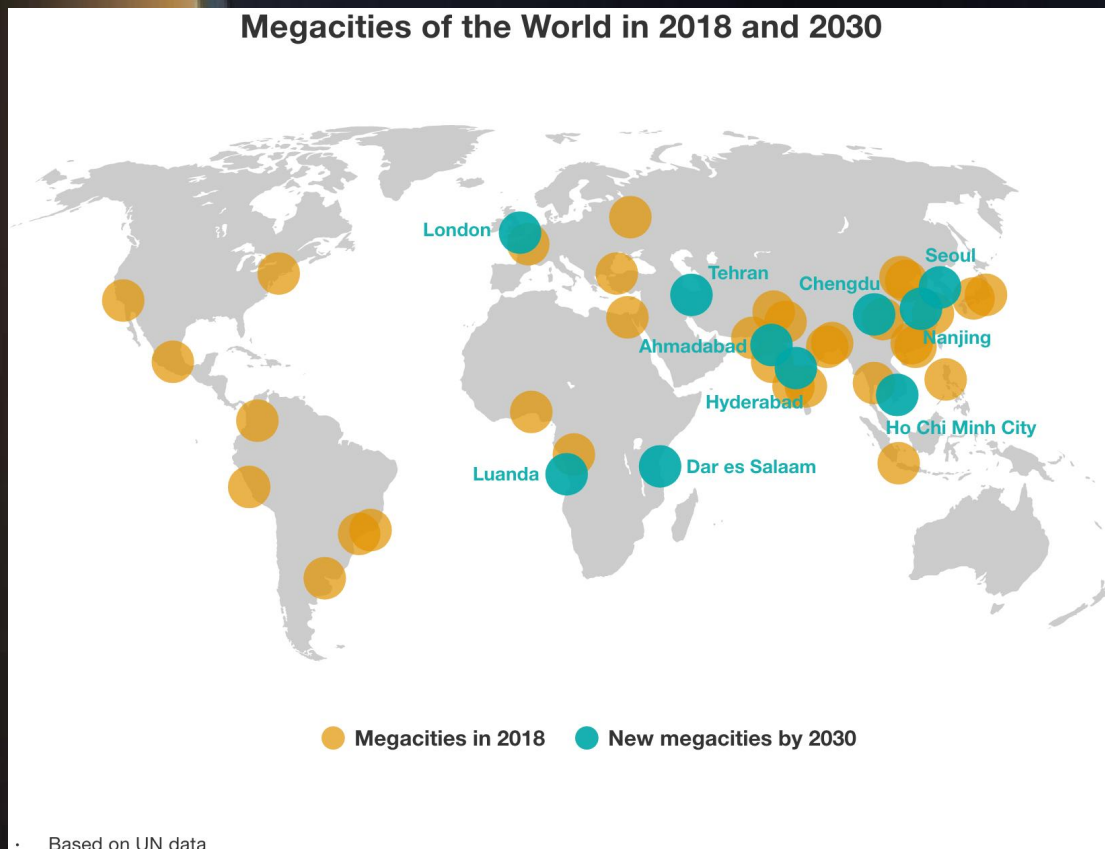 Megacities of the World in 2018 and 2030
London
Tehran
Seoul
Chengdu
Ahmadabad
Nanjing
Hyderabad
Ho Chi Minh City
Luanda
Dar es Salaam
Megacities in 2018
New megacities by 2030
· Based on UN data